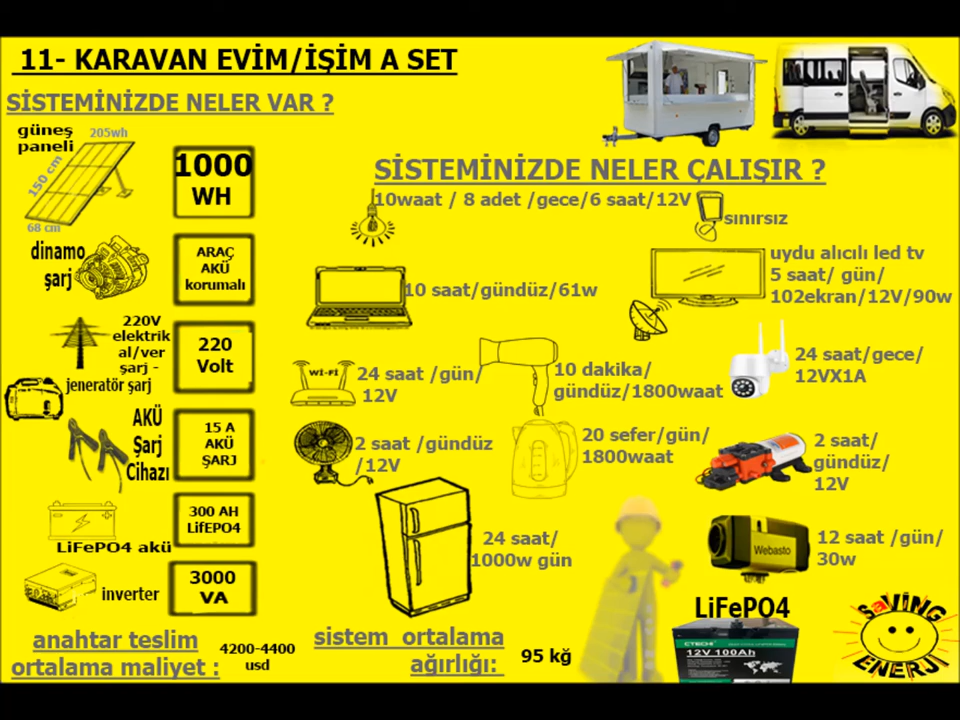 11- KARAVAN EVİM/İŞİM A SET
SİSTEMİNİZDE NELER VAR ?
güneş
paneli
205wh
150 cm
68 cm
1000
WH
dinamo
şarj
ARAÇ
AKÜ
korumalı
220V
elektrik
al/ver
şarj -
jeneratör şarj
220
Volt
AKÜ
Şarj
Cihazı
15 A
AKÜ
ŞARJ
300 AH
LifEPO4
LiFePO4 akü
inverter
3000
VA
anahtar teslim
ortalama maliyet :
4200-4400
usd
SİSTEMİNİZDE NELER ÇALIŞIR ?
10waat / 8 adet /gece/6 saat/12V
sınırsız
10 saat/gündüz/61w
uydu alıcılı led tv
5 saat/ gün/
102ekran/12V/90w
Wİ-Fİ
24 saat /gün/
12V
10 dakika/
gündüz/1800waat
24 saat/gece/
12VX1A
2 saat /gündüz
/12V
20 sefer/gün/
1800waat
2 saat/
gündüz/
12V
24 saat/
1000w gün
Webasto
12 saat /gün/
30w
sistem ortalama
ağırlığı:
95 kğ
LiFePO4
CTECHi
12V 100Ah
SaVING
ENERJI